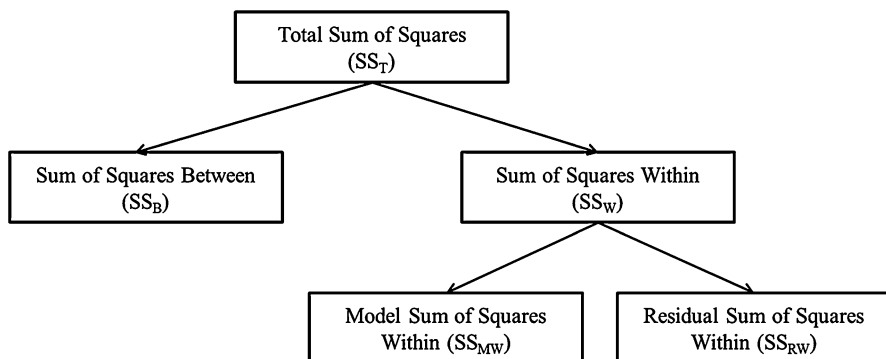 Total Sum of Squares
(SS_T)
Sum of Squares Between
(SS_B)
Sum of Squares Within
(SS_W)
Model Sum of Squares
Within (SS_MW)
Residual Sum of Squares
Within (SS_RW)